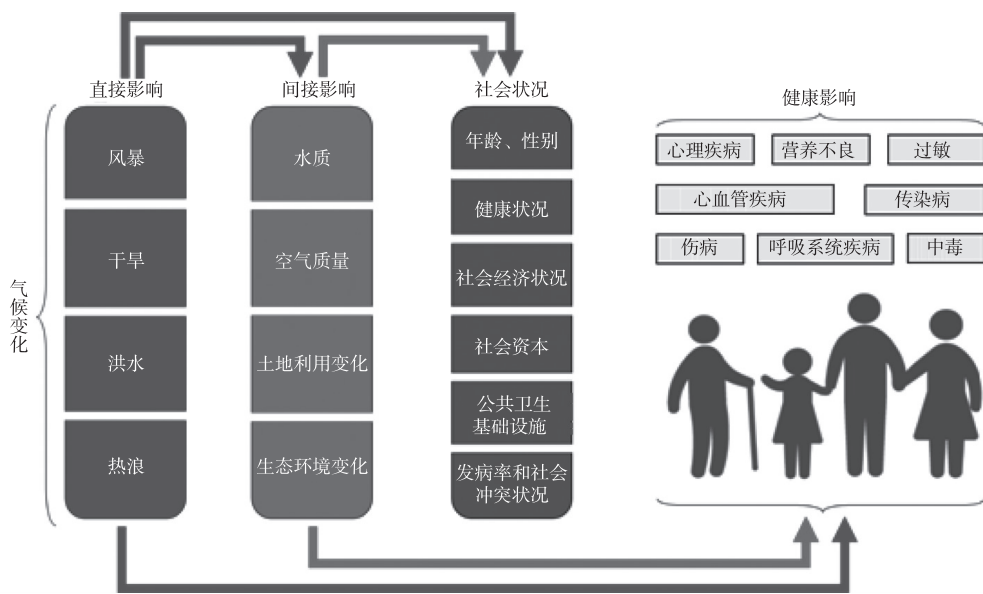 直接影响
间接影响
社会状况
健康影响
气候变化
风暴
干旱
洪水
热浪
水质
空气质量
土地利用变化
生态环境变化
年龄、性别
健康状况
社会经济状况
社会资本
公共卫生
基础设施
发病率和社会
冲突状况
心理疾病
营养不良
过敏
心血管疾病
传染病
伤病
呼吸系统疾病
中毒